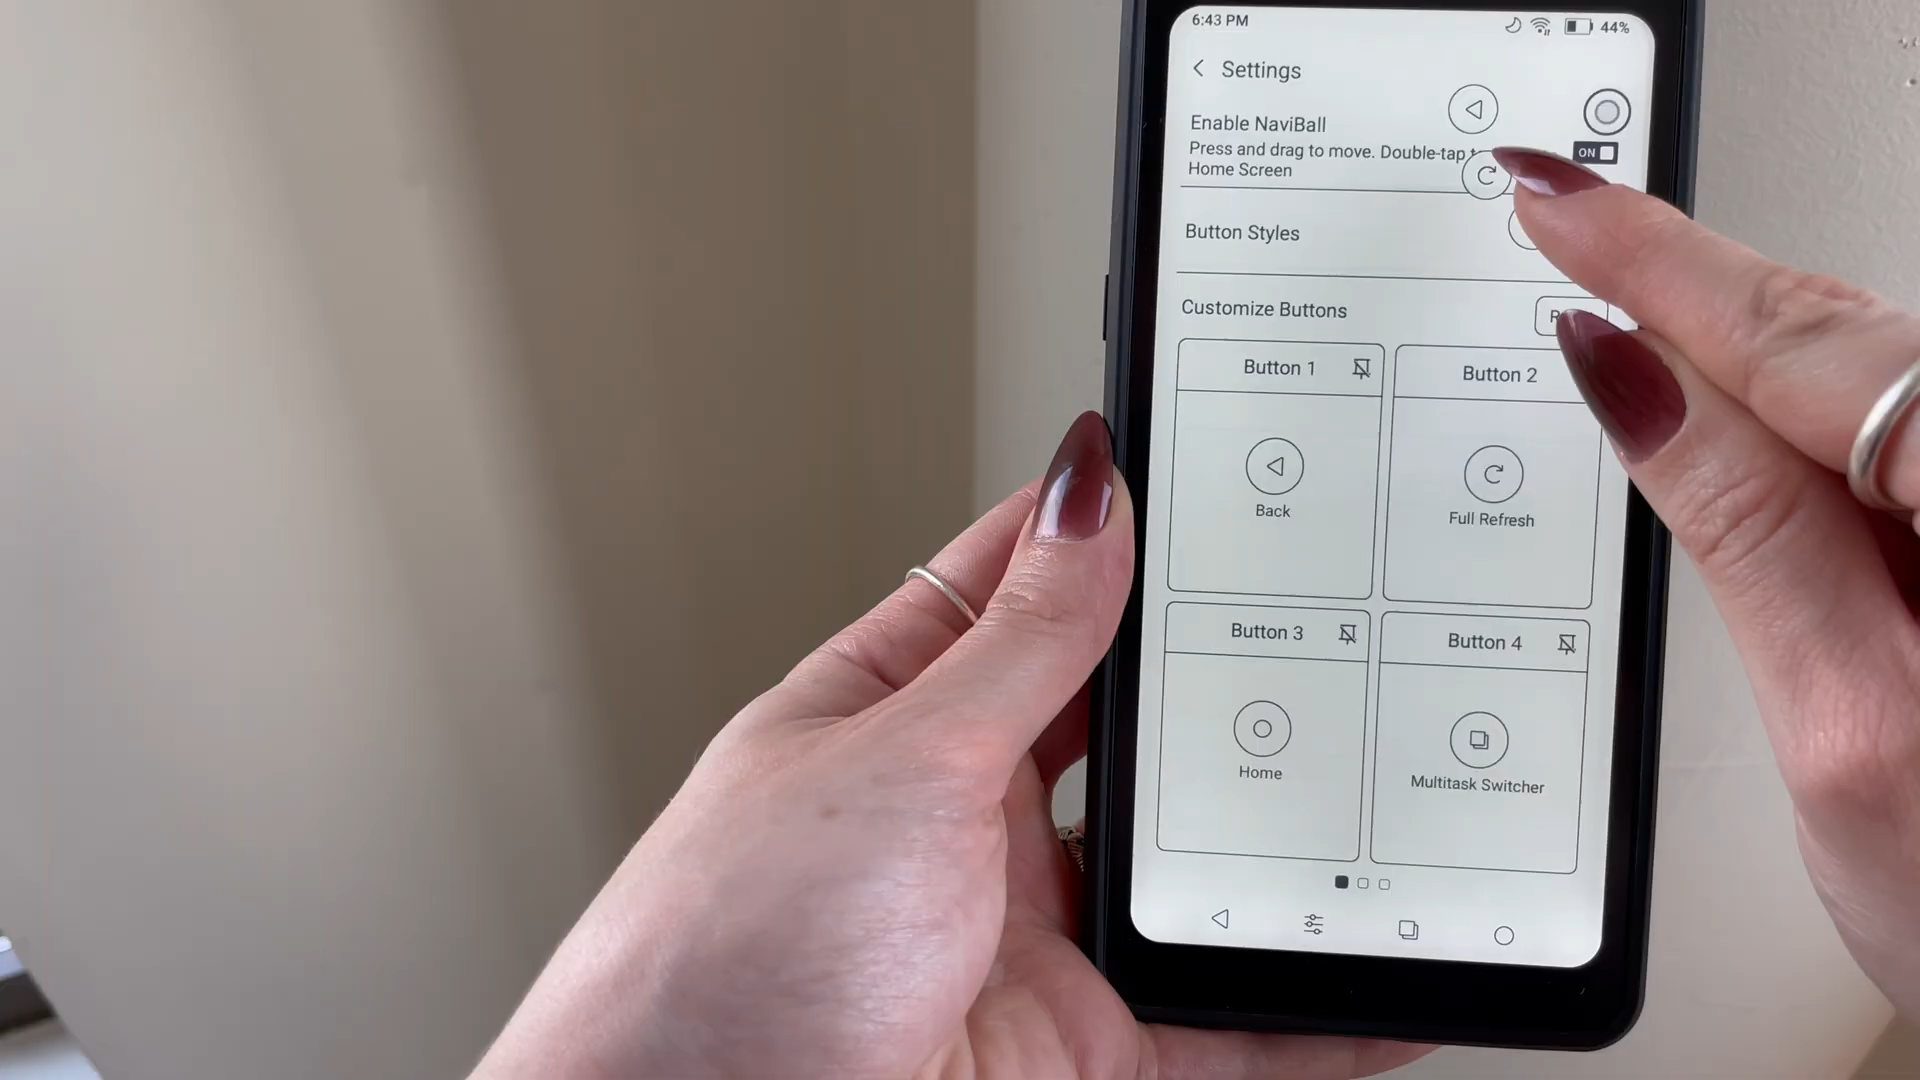 6:43 PM
44%
Settings
Enable NaviBall
Press and drag to move. Double-tap
Home Screen
ON
Button Styles
Customize Buttons
Button 1
Button 2
Back
Full Refresh
Button 3
Button 4
Home
Multitask Switcher